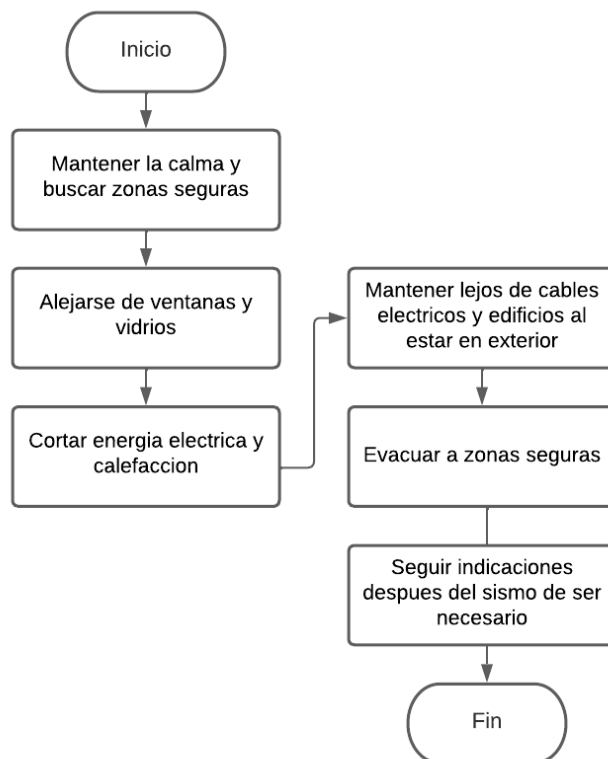 Inicio
Mantener la calma y
buscar zonas seguras
Alejarse de ventanas y
vidrios
Cortar energia electrica y
calefaccion
Mantener lejos de cables
electricos y edificios al
estar en exterior
Evacuar a zonas seguras
Seguir indicaciones
despues del sismo de ser
necesario
Fin